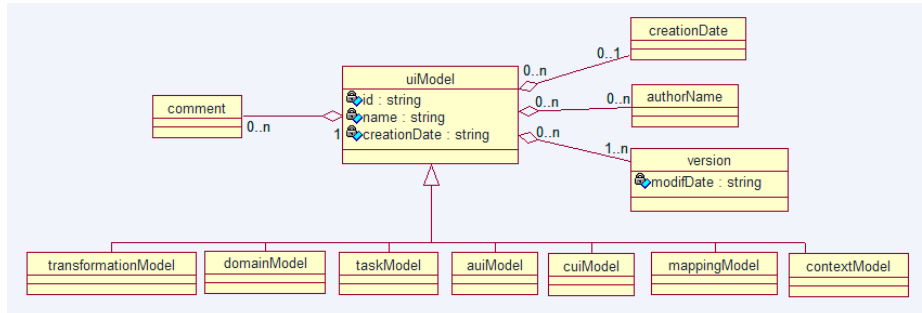 creationDate
0..1
0..n
uiModel
id : string
name : string
creationDate : string
comment
0..n
1
0..n
0..n
authorName
0..n
1..n
version
modifDate : string
transformationModel
domainModel
taskModel
auiModel
cuiModel
mappingModel
contextModel